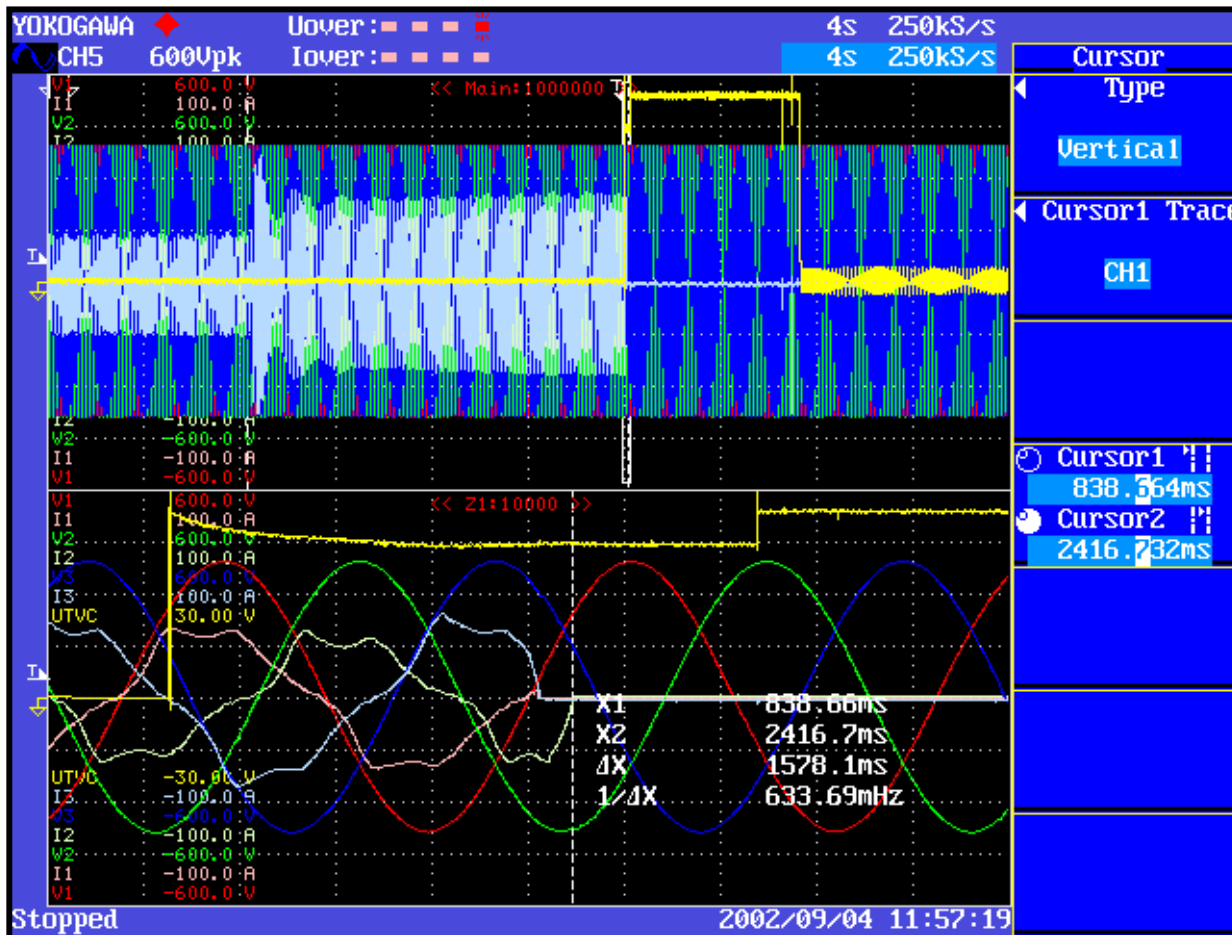 YOKOGAWA Uover: 4s 250kS/s
CH5 600Vpk Iover: 4s 250kS/s
Cursor
Type
Vertical
Cursor1 Trace
CH1
Cursor1
838.664ms
Cursor2
2416.732ms
V1 600.0 V << Main:1000000 >> T
I1 100.0 A
V2 600.0 V
I2 100.0 A
T
I2 -100.0 A
V2 -600.0 V
I1 -100.0 A
V1 -600.0 V
V1 600.0 V << Z1:10000 >>
I1 100.0 A
V2 600.0 V
I2 100.0 A
V3 600.0 V
I3 100.0 A
UTVC 30.00 V
T
X1 838.66ms
X2 2416.7ms
ΔX 1578.1ms
1/ΔX 633.69mHz
UTVC -30.00 V
I3 -100.0 A
V3 -600.0 V
I2 -100.0 A
V2 -600.0 V
I1 -100.0 A
V1 -600.0 V
Stopped 2002/09/04 11:57:19